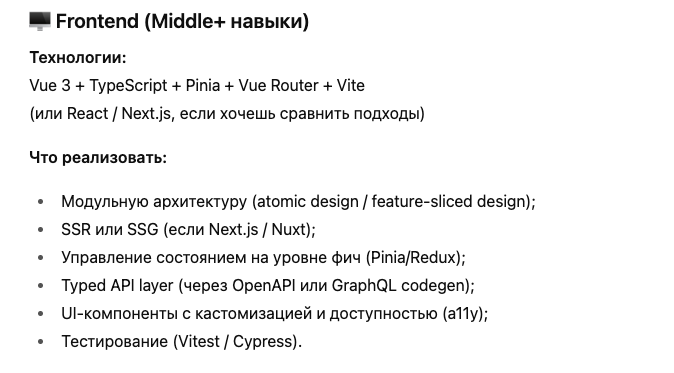 🖥️ Frontend (Middle+ навыки)
Технологии:
Vue 3 + TypeScript + Pinia + Vue Router + Vite
(или React / Next.js, если хочешь сравнить подходы)
Что реализовать:
• Модульную архитектуру (atomic design / feature-sliced design);
• SSR или SSG (если Next.js / Nuxt);
• Управление состоянием на уровне фич (Pinia/Redux);
• Typed API layer (через OpenAPI или GraphQL codegen);
• UI-компоненты с кастомизацией и доступностью (a11y);
• Тестирование (Vitest / Cypress).